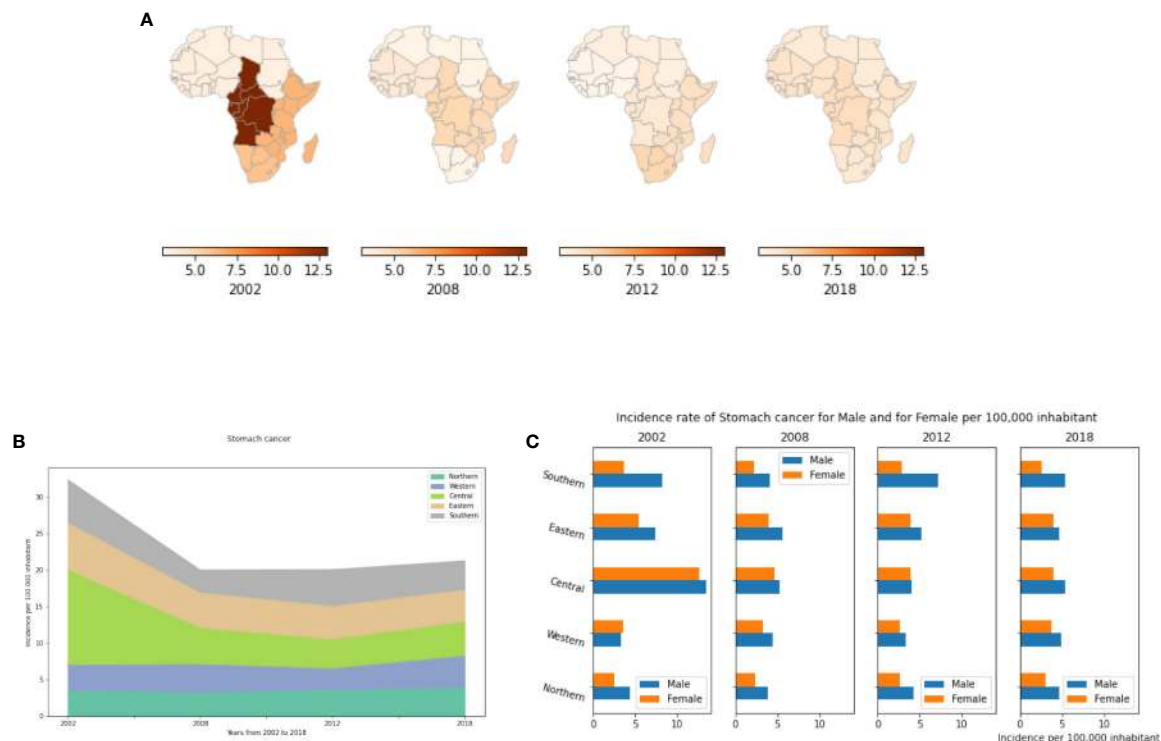 A
5.0 7.5 10.0 12.5
2002
5.0 7.5 10.0 12.5
2008
5.0 7.5 10.0 12.5
2012
5.0 7.5 10.0 12.5
2018
B
Stomach cancer
Northern
Western
Central
Eastern
Southern
Incidence per 100.000 inhabitant
30
25
20
15
10
5
0
2002 2008 2012 2018
Years from 2002 to 2018
C
Incidence rate of Stomach cancer for Male and for Female per 100,000 inhabitant
2002 2008 2012 2018
Southern
Eastern
Central
Western
Northern
Male
Female
Male
Female
Male
Female
Male
Female
0 5 10
0 5 10
0 5 10
0 5 10
Incidence per 100.000 inhabitant